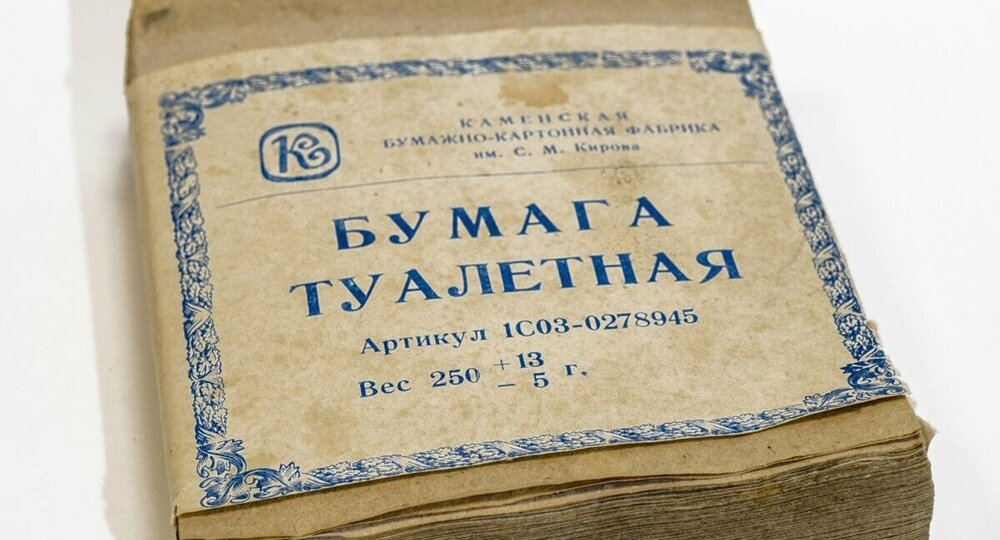 К
КАМЕНСКАЯ
БУМАЖНО-КАРТОННАЯ ФАБРИКА
им. С. М. Кирова
БУМАГА
ТУАЛЕТНАЯ
Артикул 1С03-0278945
Вес 250 +13 − 5 г.